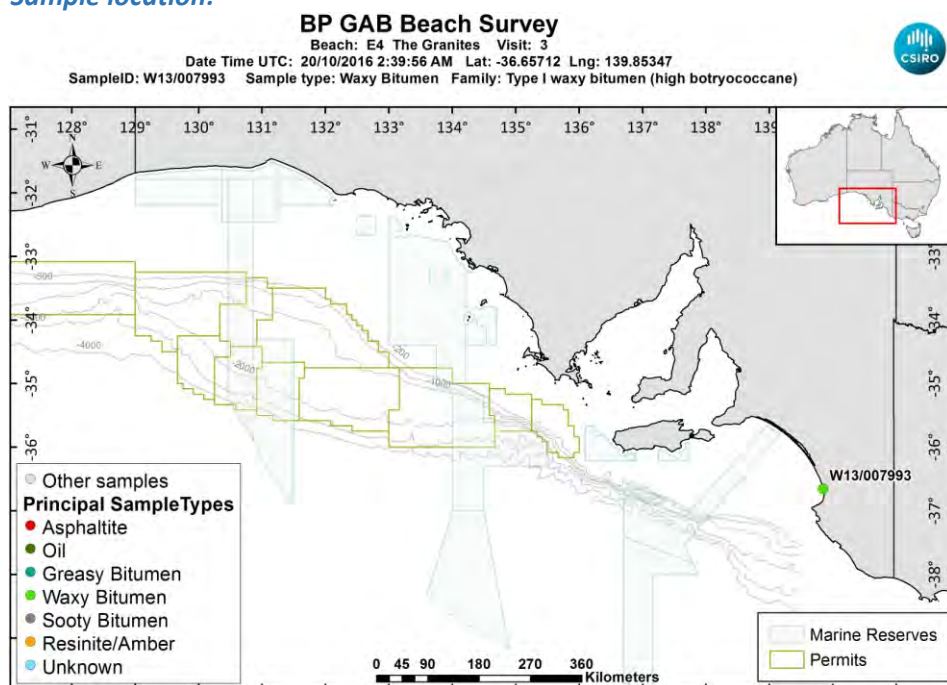 Sample location:
BP GAB Beach Survey
Beach: E4 The Granites Visit: 3
Date Time UTC: 20/10/2016 2:39:56 AM Lat: -36.65712 Lng: 139.85347
SampleID: W13/007993 Sample type: Waxy Bitumen Family: Type I waxy bitumen (high botryococcane)
CSIRO
128° 129° 130° 131° 132° 133° 134° 135° 136° 137° 138° 139
-31°
-32°
-33°
-34°
-35°
-36°
-37°
-38°
N
W E
S
-34°
-35°
-36°
-37°
-38°
-200
-4000
-2000
-1000
W13/007993
Other samples
Principal SampleTypes
Asphaltite
Oil
Greasy Bitumen
Waxy Bitumen
Sooty Bitumen
Resinite/Amber
Unknown
0 45 90 180 270 360
Kilometers
Marine Reserves
Permits